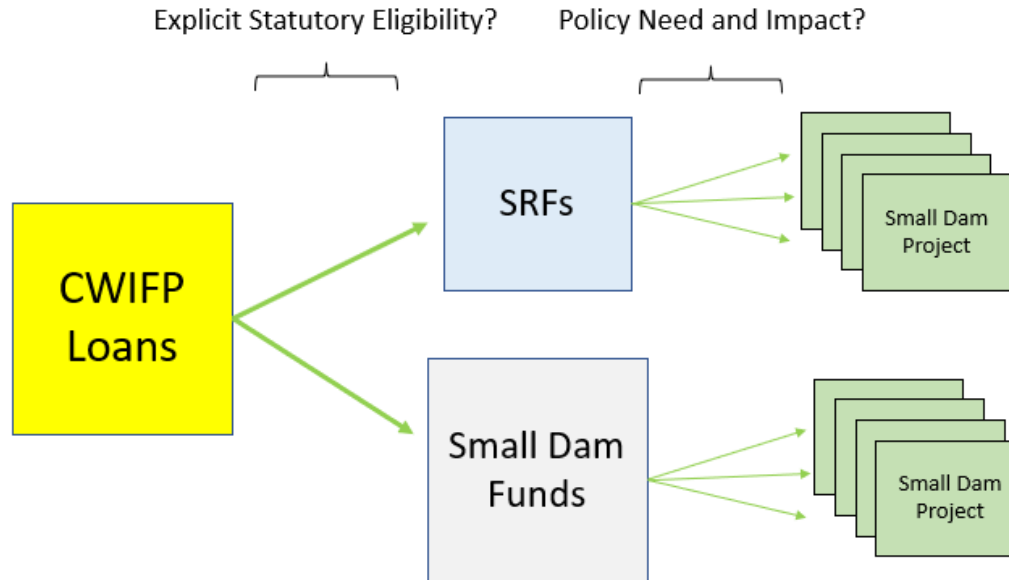 Explicit Statutory Eligibility?
Policy Need and Impact?
CWIFP
Loans
SRFs
Small Dam
Project
Small Dam
Funds
Small Dam
Project